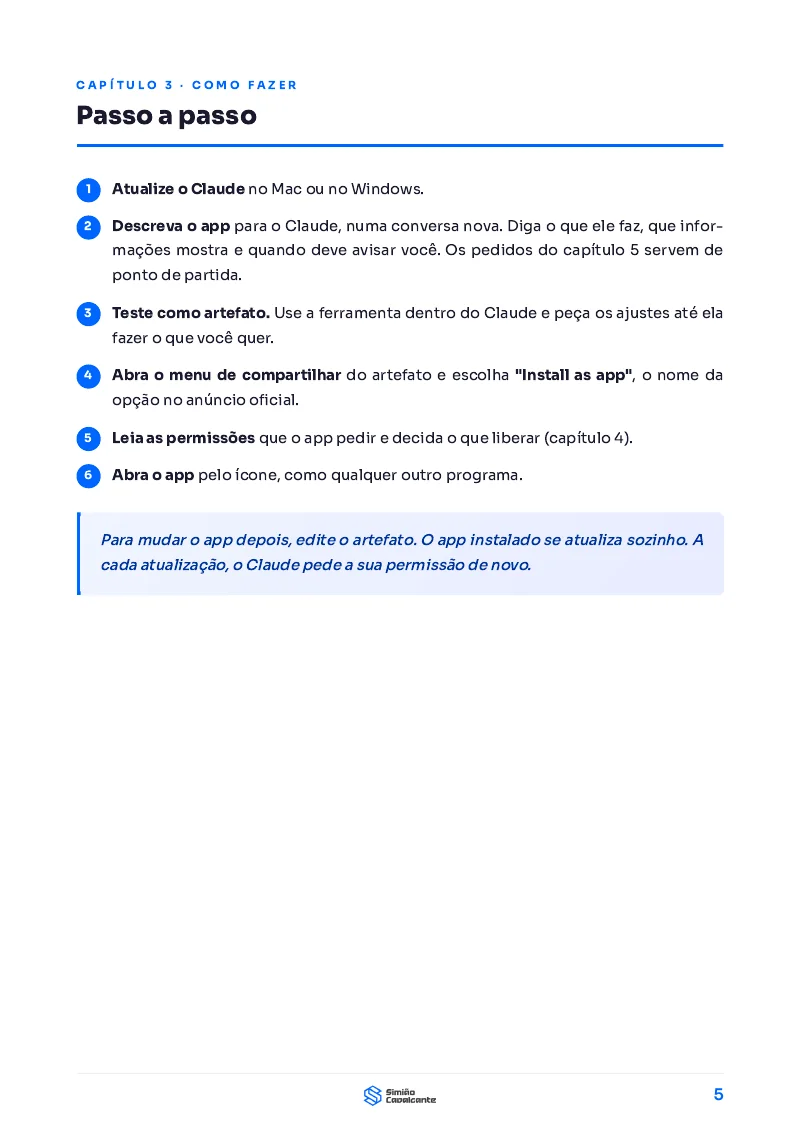 CAPÍTULO 3 · COMO FAZER
Passo a passo
1 Atualize o Claude no Mac ou no Windows.
2 Descreva o app para o Claude, numa conversa nova. Diga o que ele faz, que infor-
mações mostra e quando deve avisar você. Os pedidos do capítulo 5 servem de
ponto de partida.
3 Teste como artefato. Use a ferramenta dentro do Claude e peça os ajustes até ela
fazer o que você quer.
4 Abra o menu de compartilhar do artefato e escolha "Install as app", o nome da
opção no anúncio oficial.
5 Leia as permissões que o app pedir e decida o que liberar (capítulo 4).
6 Abra o app pelo ícone, como qualquer outro programa.
Para mudar o app depois, edite o artefato. O app instalado se atualiza sozinho. A
cada atualização, o Claude pede a sua permissão de novo.
Simião
Cavalcante
5